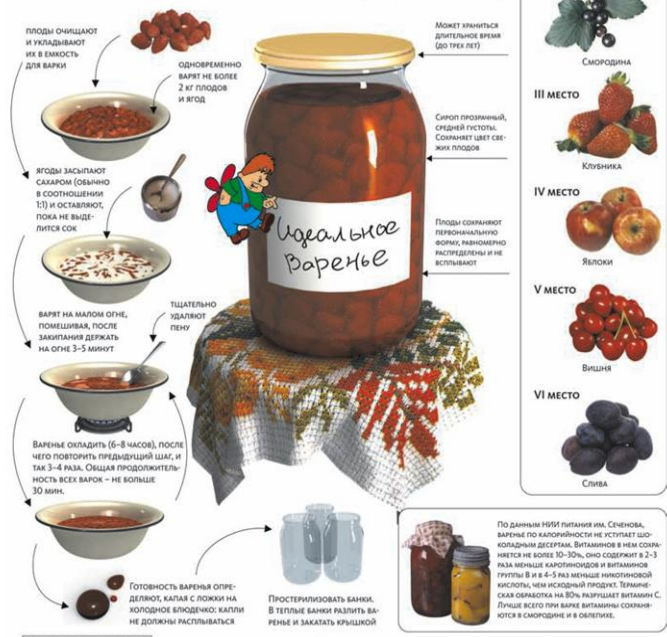 ПЛОДЫ ОЧИЩАЮТ
И УКЛАДЫВАЮТ
ИХ В ЕМКОСТЬ
ДЛЯ ВАРКИ
ОДНОВРЕМЕННО
ВАРЯТ НЕ БОЛЕЕ
2 КГ ПЛОДОВ
И ЯГОД
ЯГОДЫ ЗАСЫПАЮТ
САХАРОМ (ОБЫЧНО
В СООТНОШЕНИИ
1:1) И ОСТАВЛЯЮТ,
ПОКА НЕ ВЫДЕ-
ЛИТСЯ СОК
ВАРЯТ НА МАЛОМ ОГНЕ,
ПОМЕШИВАЯ, ПОСЛЕ
ЗАКИПАНИЯ ДЕРЖАТЬ
НА ОГНЕ 3–5 МИНУТ
ТЩАТЕЛЬНО
УДАЛЯЮТ
ПЕНУ
ВАРЕНЬЕ ОХЛАДИТЬ (6–8 ЧАСОВ), ПОСЛЕ
ЧЕГО ПОВТОРИТЬ ПРЕДЫДУЩИЙ ШАГ, И
ТАК 3–4 РАЗА. ОБЩАЯ ПРОДОЛЖИТЕЛЬ-
НОСТЬ ВСЕХ ВАРОК – НЕ БОЛЬШЕ
30 МИН.
ГОТОВНОСТЬ ВАРЕНЬЯ ОПРЕ-
ДЕЛЯЮТ, КАПАЯ С ЛОЖКИ НА
ХОЛОДНОЕ БЛЮДЕЧКО: КАПЛИ
НЕ ДОЛЖНЫ РАСПЛЫВАТЬСЯ
ПРОСТЕРИЛИЗОВАТЬ БАНКИ.
В ТЕПЛЫЕ БАНКИ РАЗЛИТЬ ВА-
РЕНЬЕ И ЗАКАТАТЬ КРЫШКОЙ
Идеальное
Варенье
МОЖЕТ ХРАНИТЬСЯ
ДЛИТЕЛЬНОЕ ВРЕМЯ
(ДО ТРЕХ ЛЕТ)
СИРОП ПРОЗРАЧНЫЙ,
СРЕДНЕЙ ГУСТОТЫ.
СОХРАНЯЕТ ЦВЕТ СВЕ-
ЖИХ ПЛОДОВ
ПЛОДЫ СОХРАНЯЮТ
ПЕРВОНАЧАЛЬНУЮ
ФОРМУ, РАВНОМЕРНО
РАСПРЕДЕЛЕНЫ И НЕ
ВСПЛЫВАЮТ
СМОРОДИНА
III МЕСТО
КЛУБНИКА
IV МЕСТО
ЯБЛОКИ
V МЕСТО
ВИШНЯ
VI МЕСТО
СЛИВА
ПО ДАННЫМ НИИ ПИТАНИЯ ИМ. СЕЧЕНОВА,
ВАРЕНЬЕ ПО КАЛОРИЙНОСТИ НЕ УСТУПАЕТ ШО-
КОЛАДНЫМ ДЕСЕРТАМ. ВИТАМИНОВ В НЕМ СОХРА-
НЯЕТСЯ НЕ БОЛЕЕ 10–30%, ОНО СОДЕРЖИТ В 2–3
РАЗА МЕНЬШЕ КАРОТИНОИДОВ И ВИТАМИНОВ
ГРУППЫ B И В 4–5 РАЗ МЕНЬШЕ НИКОТИНОВОЙ
КИСЛОТЫ, ЧЕМ ИСХОДНЫЙ ПРОДУКТ. ТЕРМИЧЕ-
СКАЯ ОБРАБОТКА НА 80% РАЗРУШАЕТ ВИТАМИН С.
ЛУЧШЕ ВСЕГО ПРИ ВАРКЕ ВИТАМИНЫ СОХРАНЯ-
ЮТСЯ В СМОРОДИНЕ И В ОБЛЕПИХЕ.